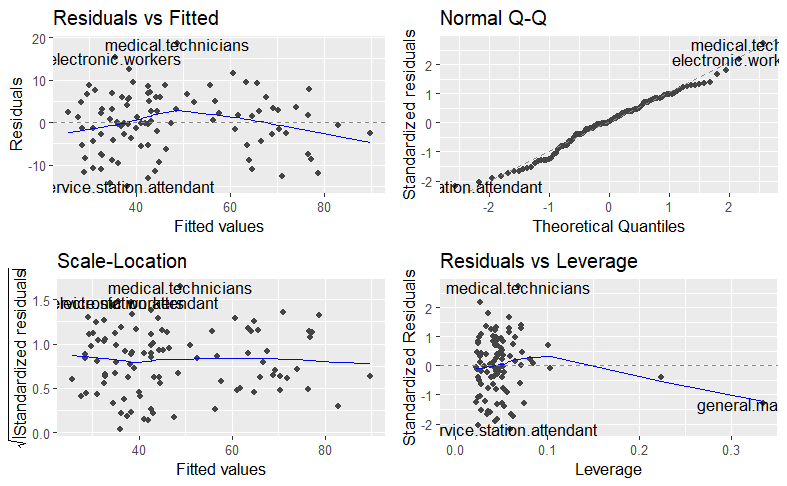 Residuals vs Fitted
20
10
0
-10
Residuals
medical.technicians
electronic.workers
ervice.station.attendant
40
60
80
Fitted values
Normal Q-Q
2
1
0
-1
-2
Standardized residuals
medical.tech
electronic.work
ation.attendant
-2
-1
0
1
2
Theoretical Quantiles
Scale-Location
1.5
1.0
0.5
0.0
√|Standardized residuals
medical.technicians
40
60
80
Fitted values
Residuals vs Leverage
2
1
0
-1
-2
Standardized Residuals
medical.technicians
general.ma
rvice.station.attendant
0.0
0.1
0.2
0.3
Leverage